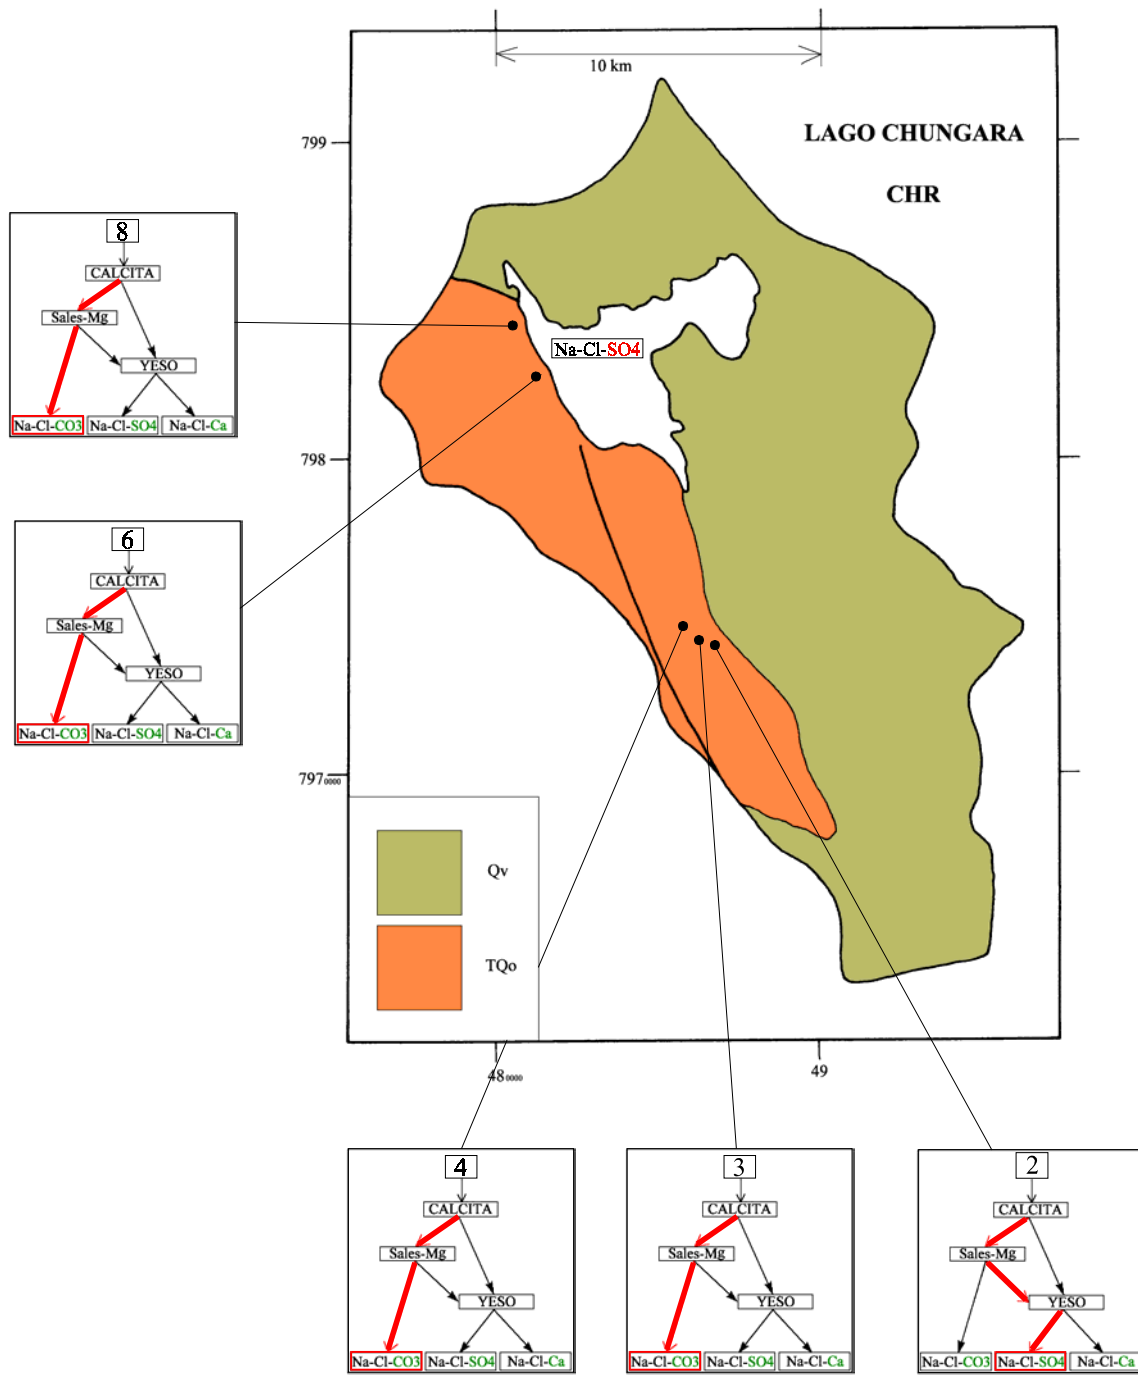 10 km
LAGO CHUNGARA
CHR
799
798
797 0000
48 0000
49
Na-Cl-SO4
Qv
TQo
8
CALCITA
Sales-Mg
YESO
Na-Cl-CO3 Na-Cl-SO4 Na-Cl-Ca
6
CALCITA
Sales-Mg
YESO
Na-Cl-CO3 Na-Cl-SO4 Na-Cl-Ca
4
CALCITA
Sales-Mg
YESO
Na-Cl-CO3 Na-Cl-SO4 Na-Cl-Ca
3
CALCITA
Sales-Mg
YESO
Na-Cl-CO3 Na-Cl-SO4 Na-Cl-Ca
2
CALCITA
Sales-Mg
YESO
Na-Cl-CO3 Na-Cl-SO4 Na-Cl-Ca